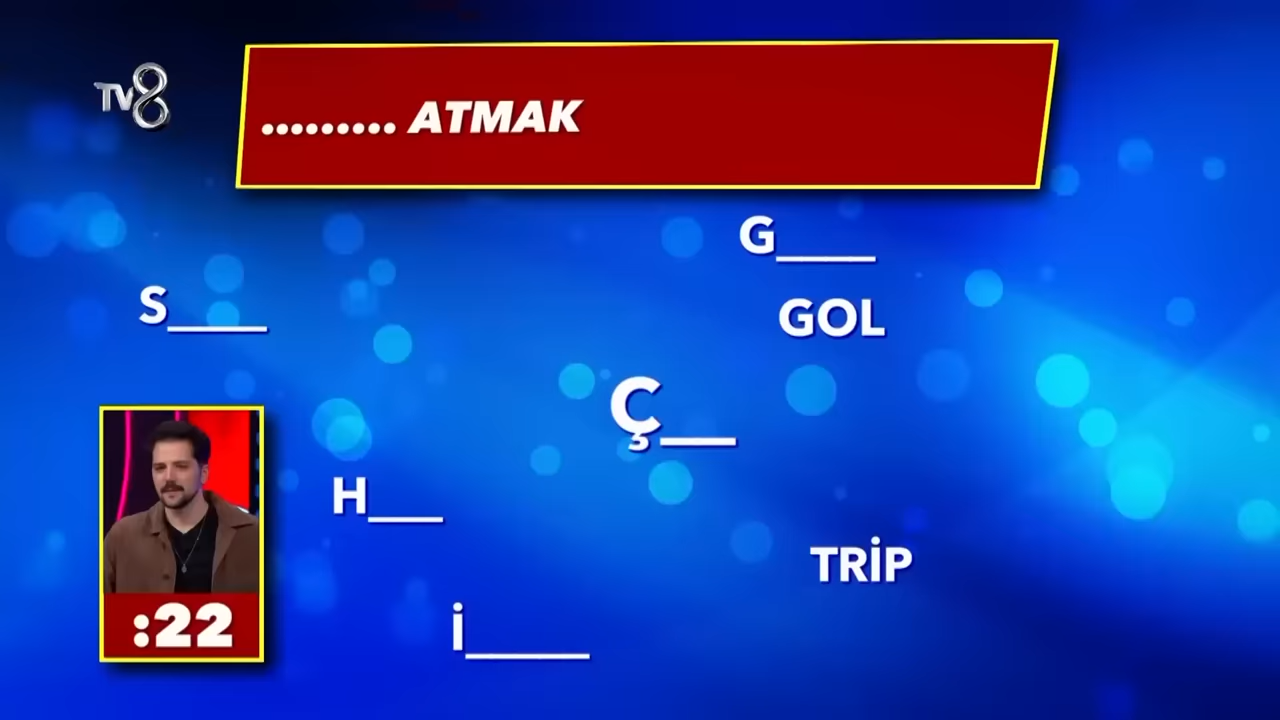 TV8
......... ATMAK
G____
S____
GOL
Ç___
H___
TRİP
İ_____
:22